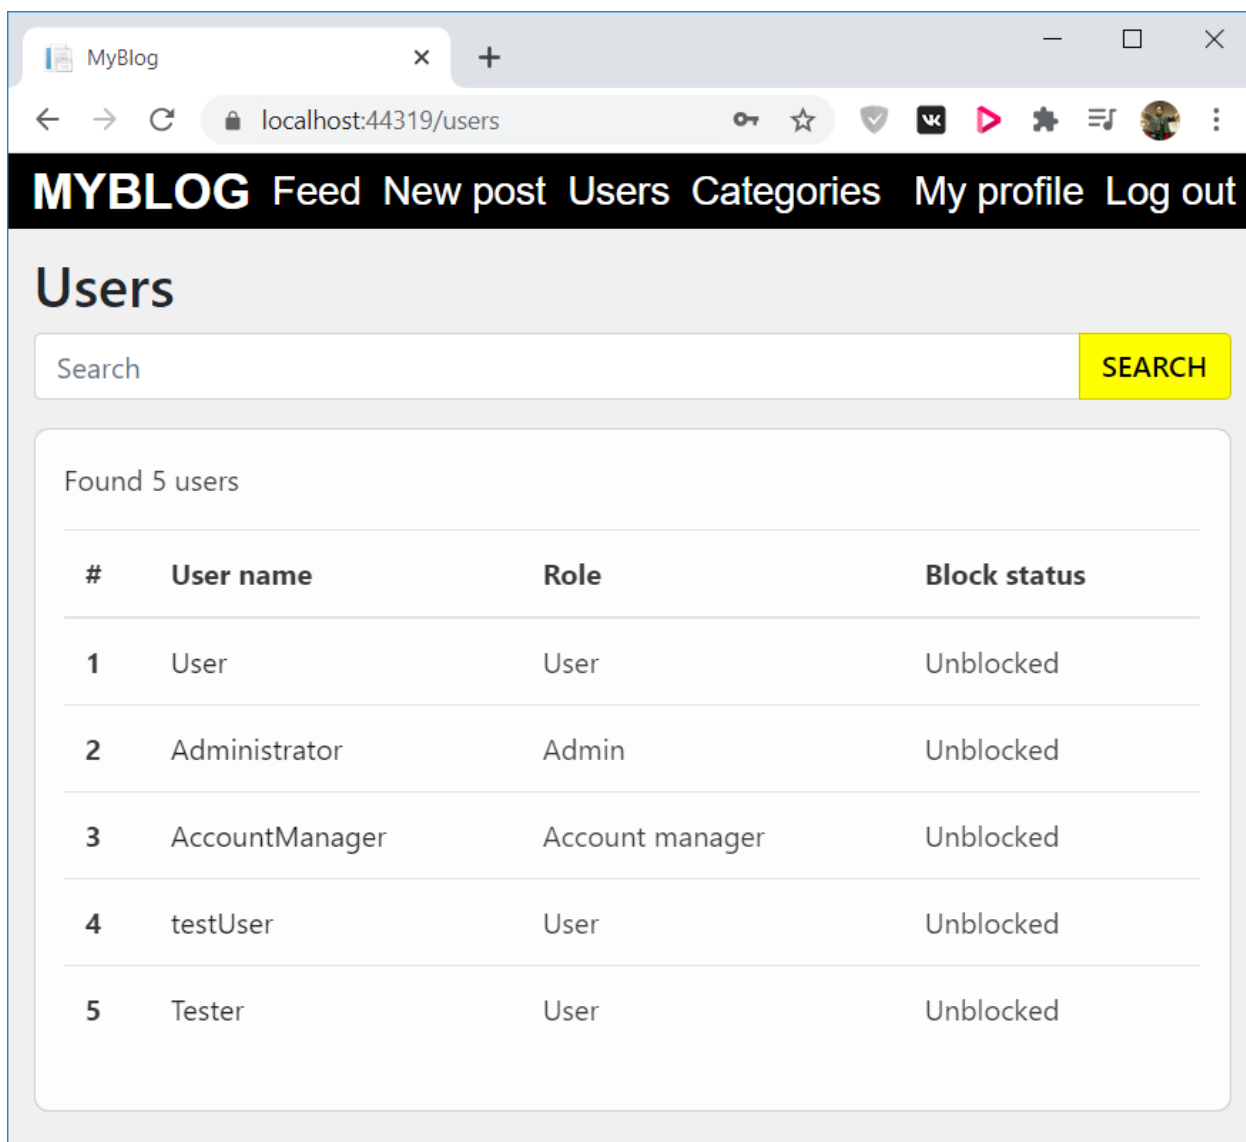 MyBlog
localhost:44319/users
MYBLOG Feed New post Users Categories My profile Log out
Users
Search SEARCH
Found 5 users
# User name Role Block status
1 User User Unblocked
2 Administrator Admin Unblocked
3 AccountManager Account manager Unblocked
4 testUser User Unblocked
5 Tester User Unblocked